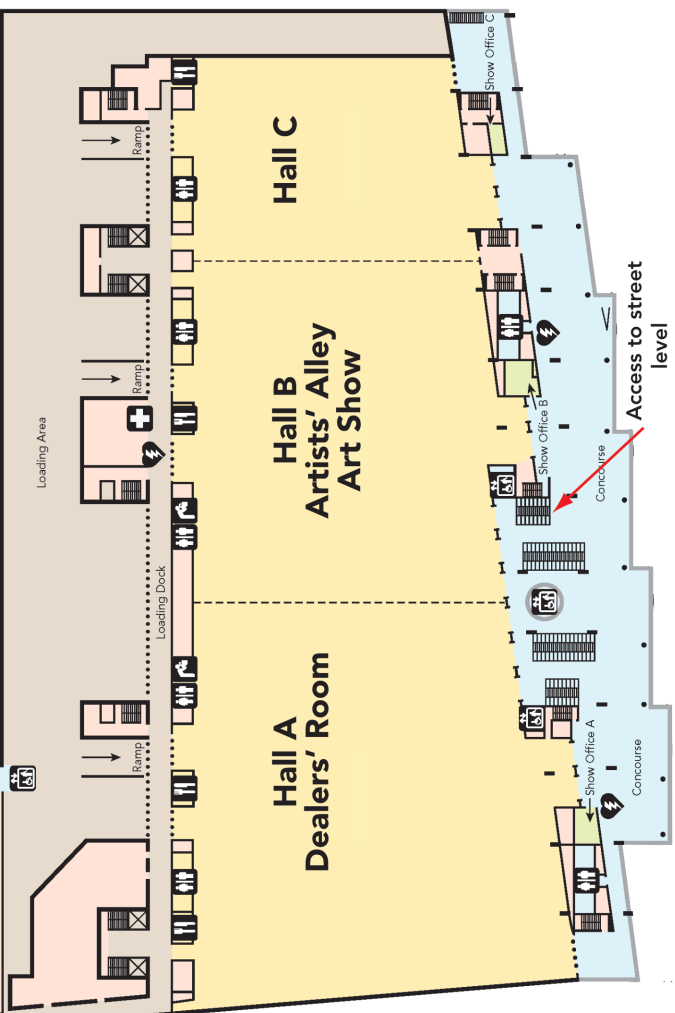 Show Office C
Ramp
Hall C
Access to street
level
Ramp
Loading Area
Hall B
Artists' Alley
Art Show
Show Office B
Concourse
Loading Dock
Hall A
Dealers' Room
Ramp
Show Office A
Concourse